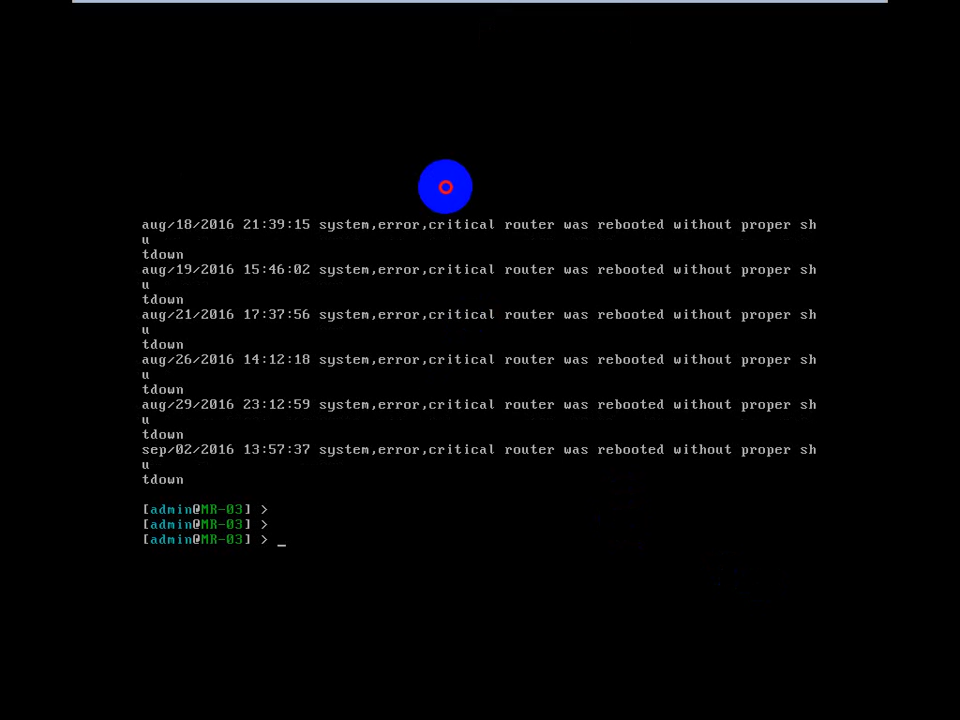 aug/18/2016 21:39:15 system,error,critical router was rebooted without proper sh
u
tdown
aug/19/2016 15:46:02 system,error,critical router was rebooted without proper sh
u
tdown
aug/21/2016 17:37:56 system,error,critical router was rebooted without proper sh
u
tdown
aug/26/2016 14:12:18 system,error,critical router was rebooted without proper sh
u
tdown
aug/29/2016 23:12:59 system,error,critical router was rebooted without proper sh
u
tdown
sep/02/2016 13:57:37 system,error,critical router was rebooted without proper sh
u
tdown
[admin@MR-03] >
[admin@MR-03] >
[admin@MR-03] > _